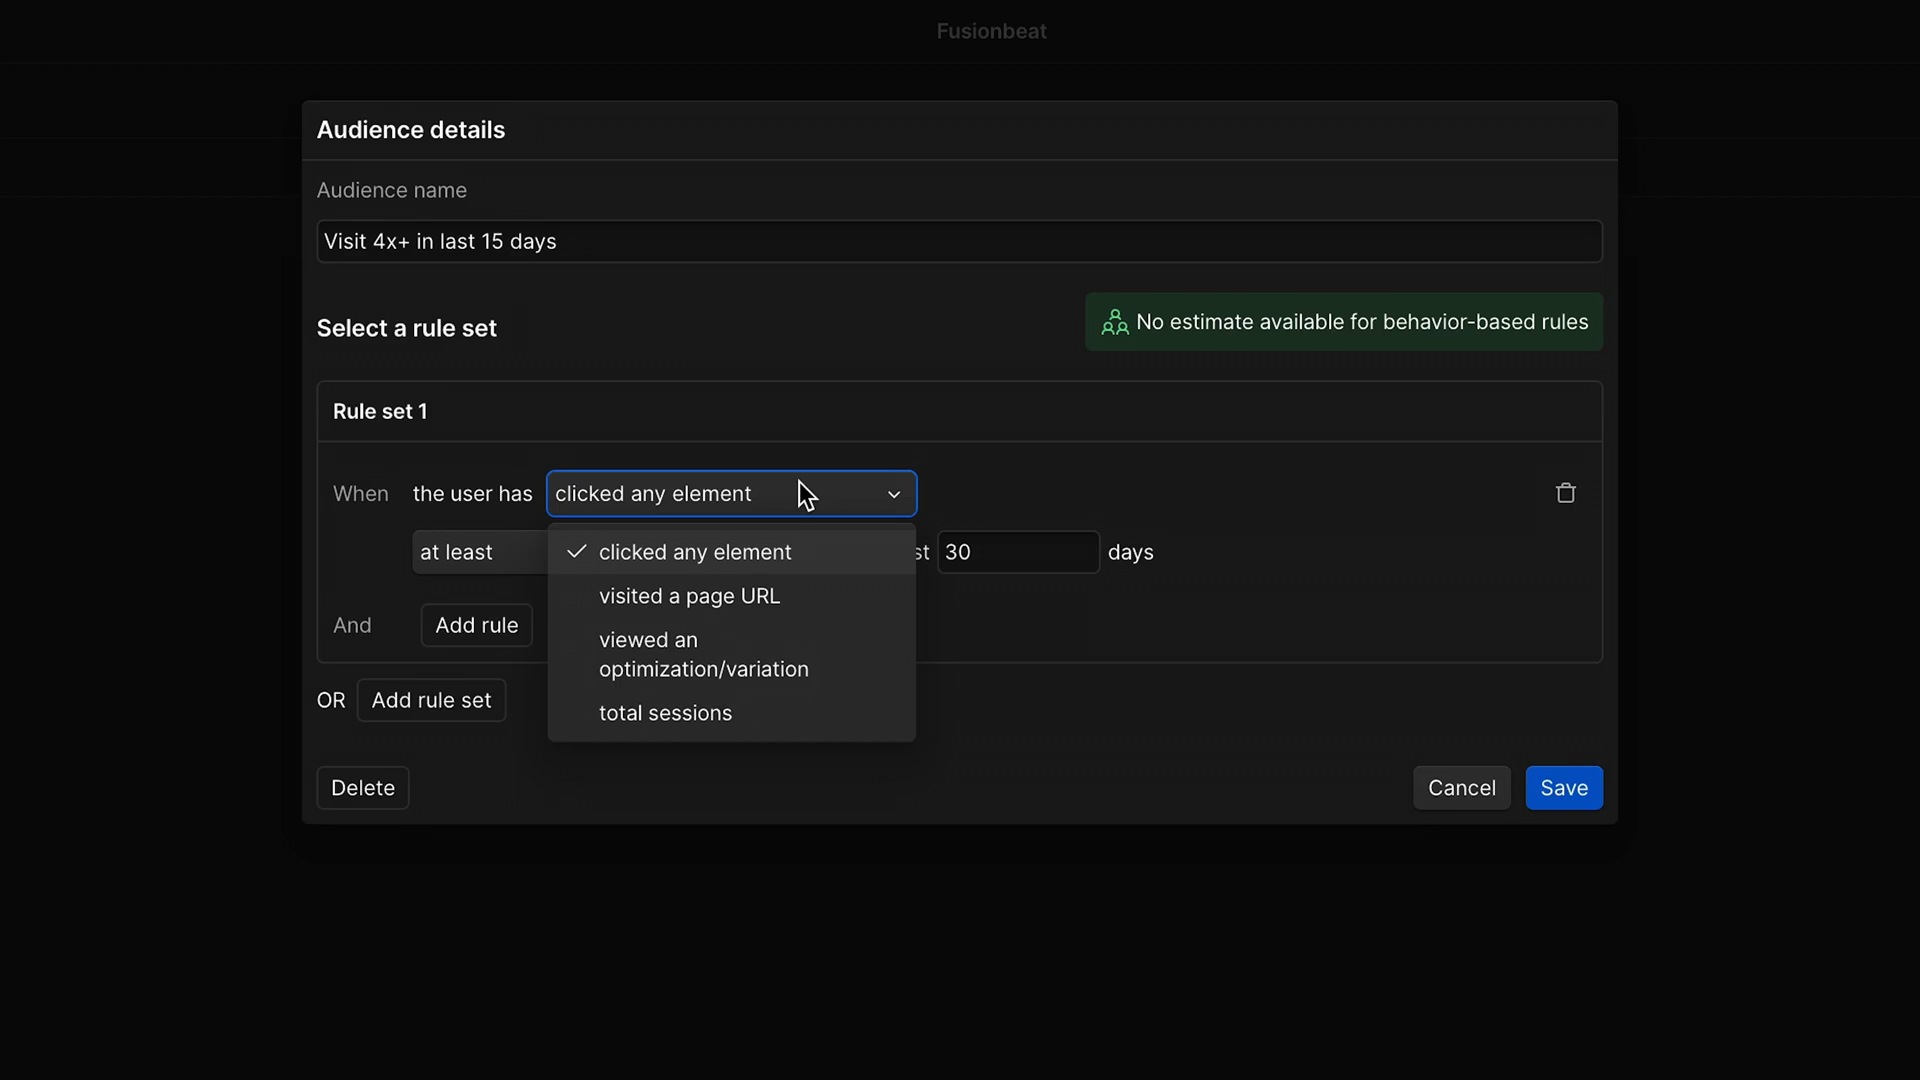 Fusionbeat
Audience details
Audience name
Visit 4x+ in last 15 days
Select a rule set
No estimate available for behavior-based rules
Rule set 1
When the user has clicked any element
at least st 30 days
clicked any element
visited a page URL
viewed an
optimization/variation
total sessions
And Add rule
OR Add rule set
Delete Cancel Save